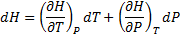 dH = (∂H/∂T)_P dT + (∂H/∂P)_T dP